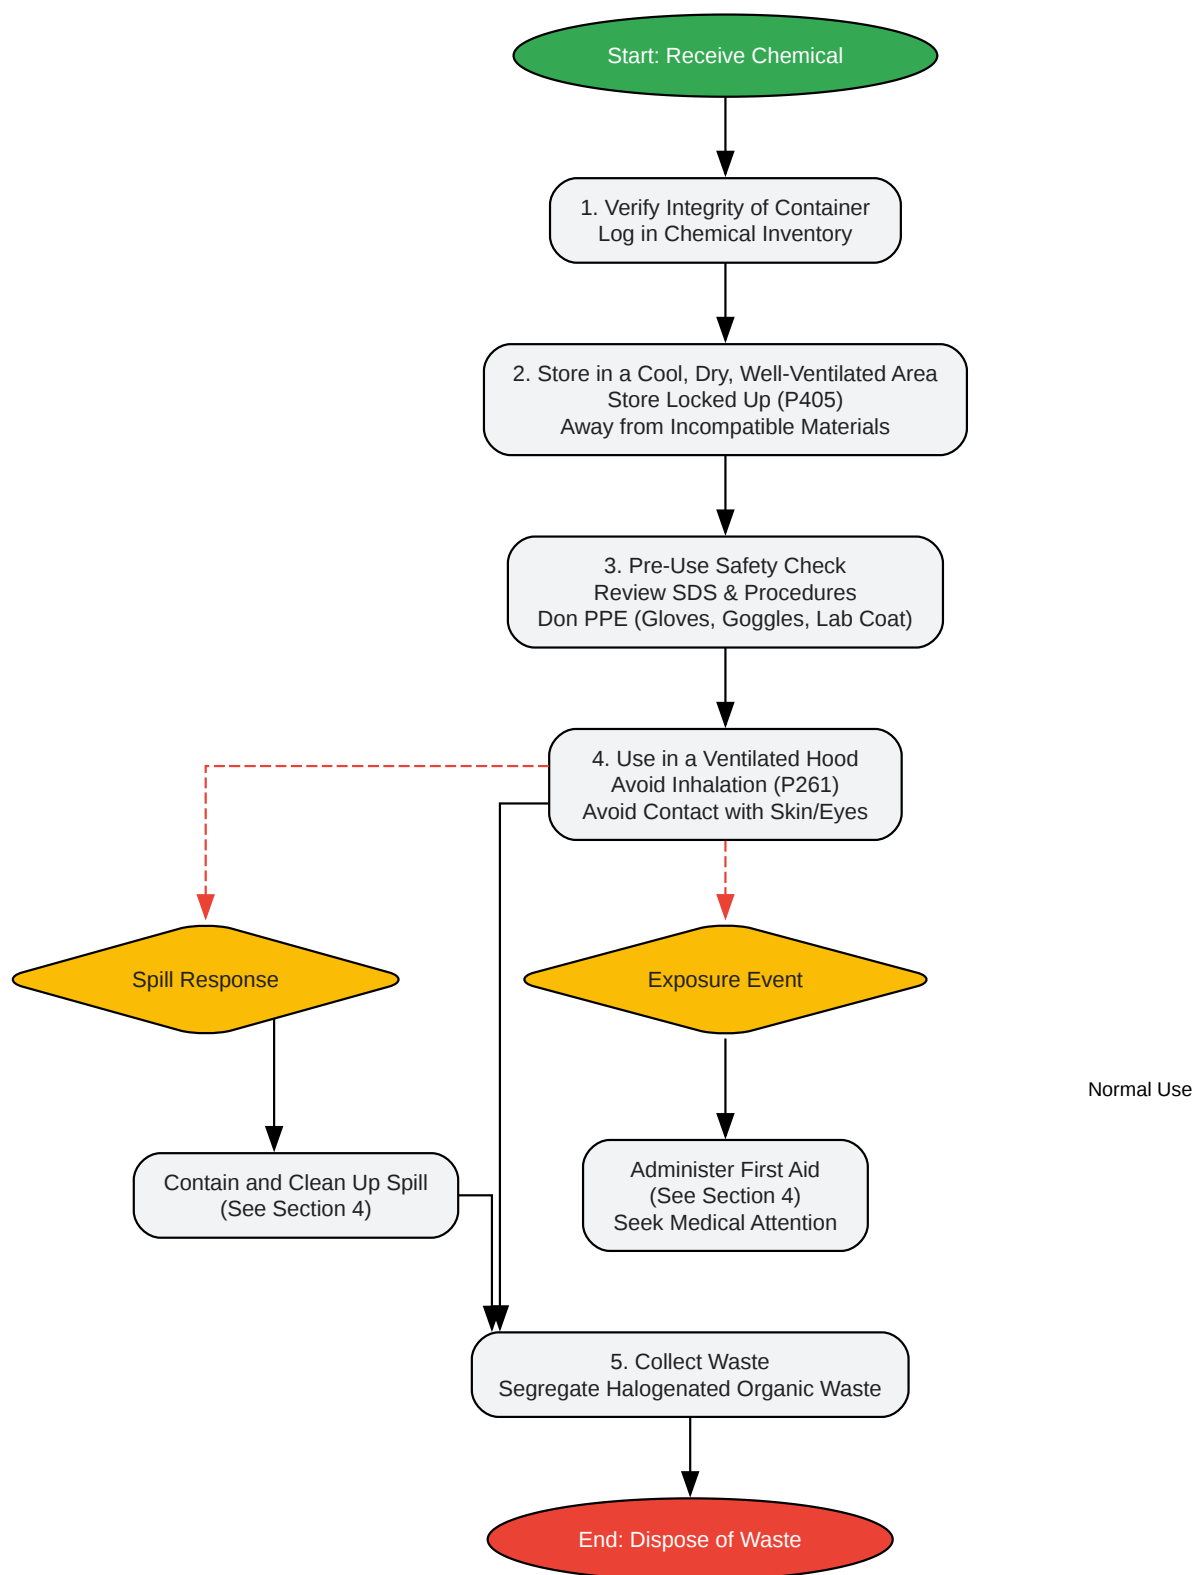 Start: Receive Chemical
1. Verify Integrity of Container
Log in Chemical Inventory
2. Store in a Cool, Dry, Well-Ventilated Area
Store Locked Up (P405)
Away from Incompatible Materials
3. Pre-Use Safety Check
Review SDS & Procedures
Don PPE (Gloves, Goggles, Lab Coat)
4. Use in a Ventilated Hood
Avoid Inhalation (P261)
Avoid Contact with Skin/Eyes
Spill Response
Exposure Event
Normal Use
Contain and Clean Up Spill
(See Section 4)
Administer First Aid
(See Section 4)
Seek Medical Attention
5. Collect Waste
Segregate Halogenated Organic Waste
End: Dispose of Waste